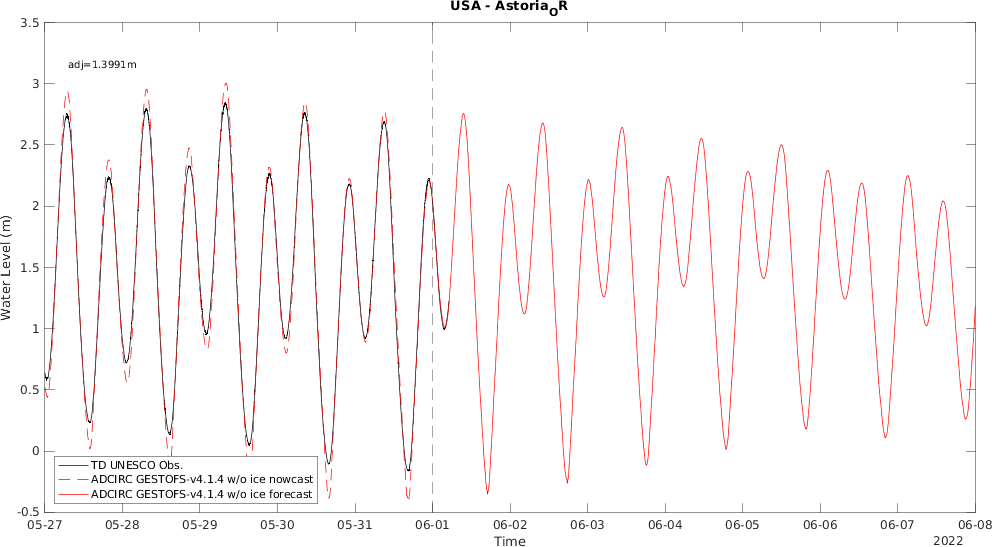 USA - AstoriaOR
adj=1.3991m
3.5
3
2.5
2
1.5
1
0.5
0
-0.5
Water Level (m)
TD UNESCO Obs.
ADCIRC GESTOFS-v4.1.4 w/o ice nowcast
ADCIRC GESTOFS-v4.1.4 w/o ice forecast
05-27 05-28 05-29 05-30 05-31 06-01 06-02 06-03 06-04 06-05 06-06 06-07 06-08
Time
2022